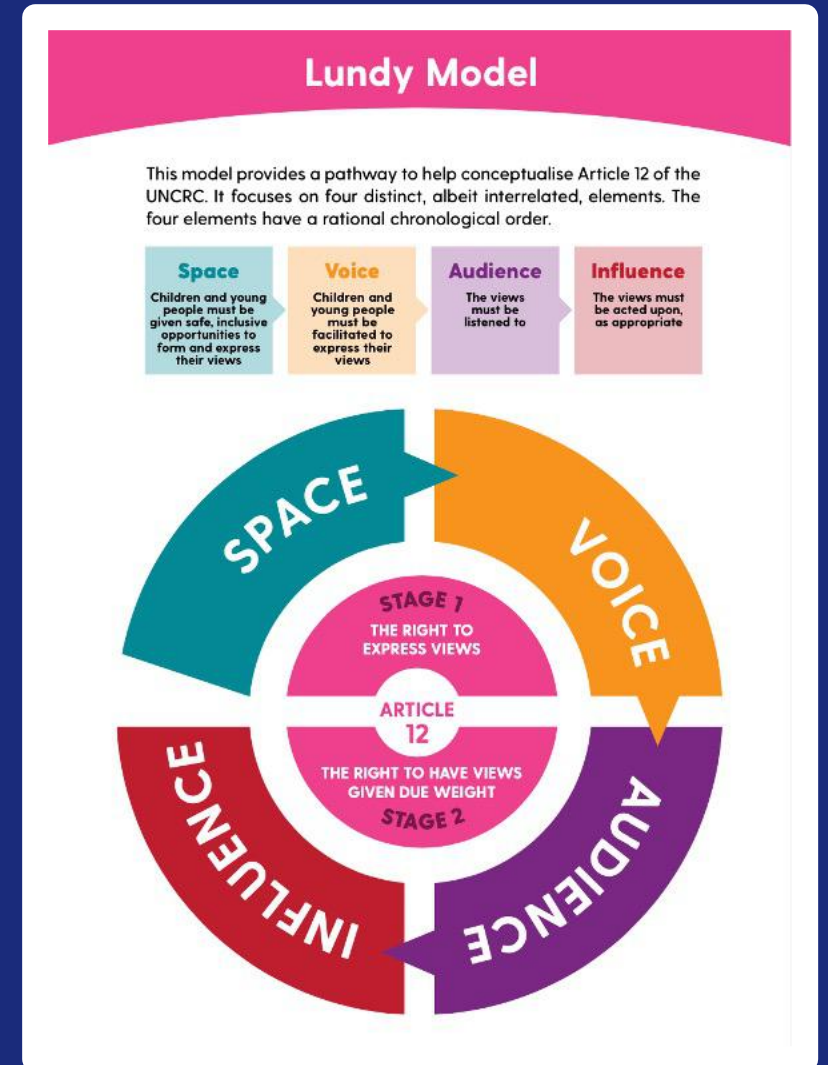 Lundy Model
This model provides a pathway to help conceptualise Article 12 of the
UNCRC. It focuses on four distinct, albeit interrelated, elements. The
four elements have a rational chronological order.
Space
Children and young
people must be
given safe, inclusive
opportunities to
form and express
their views
Voice
Children and
young people
must be
facilitated to
express their
views
Audience
The views
must be
listened to
Influence
The views must
be acted upon,
as appropriate
SPACE
VOICE
STAGE 1
THE RIGHT TO
EXPRESS VIEWS
ARTICLE
12
THE RIGHT TO HAVE VIEWS
GIVEN DUE WEIGHT
STAGE 2
INFLUENCE
AUDIENCE